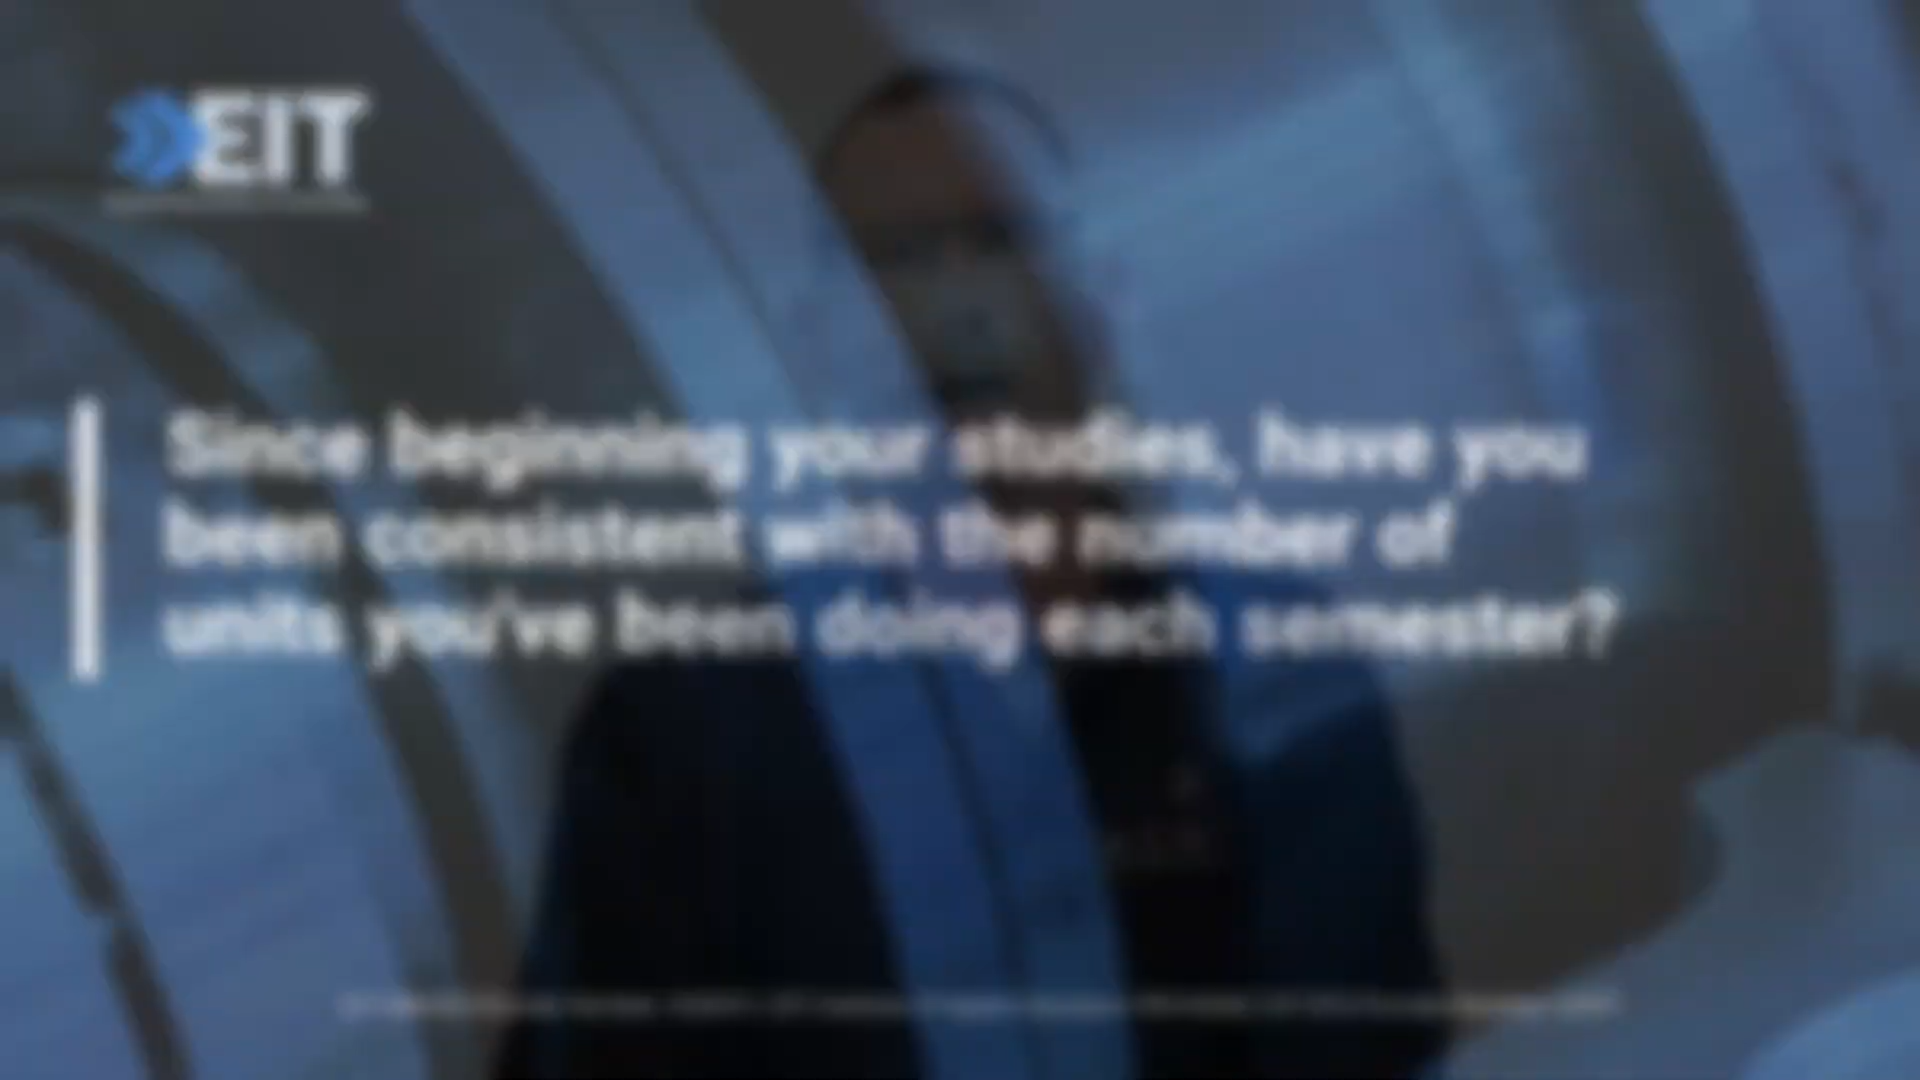 EIT
Since beginning your studies, have you
been consistent with the number of
units you've been doing each semester?